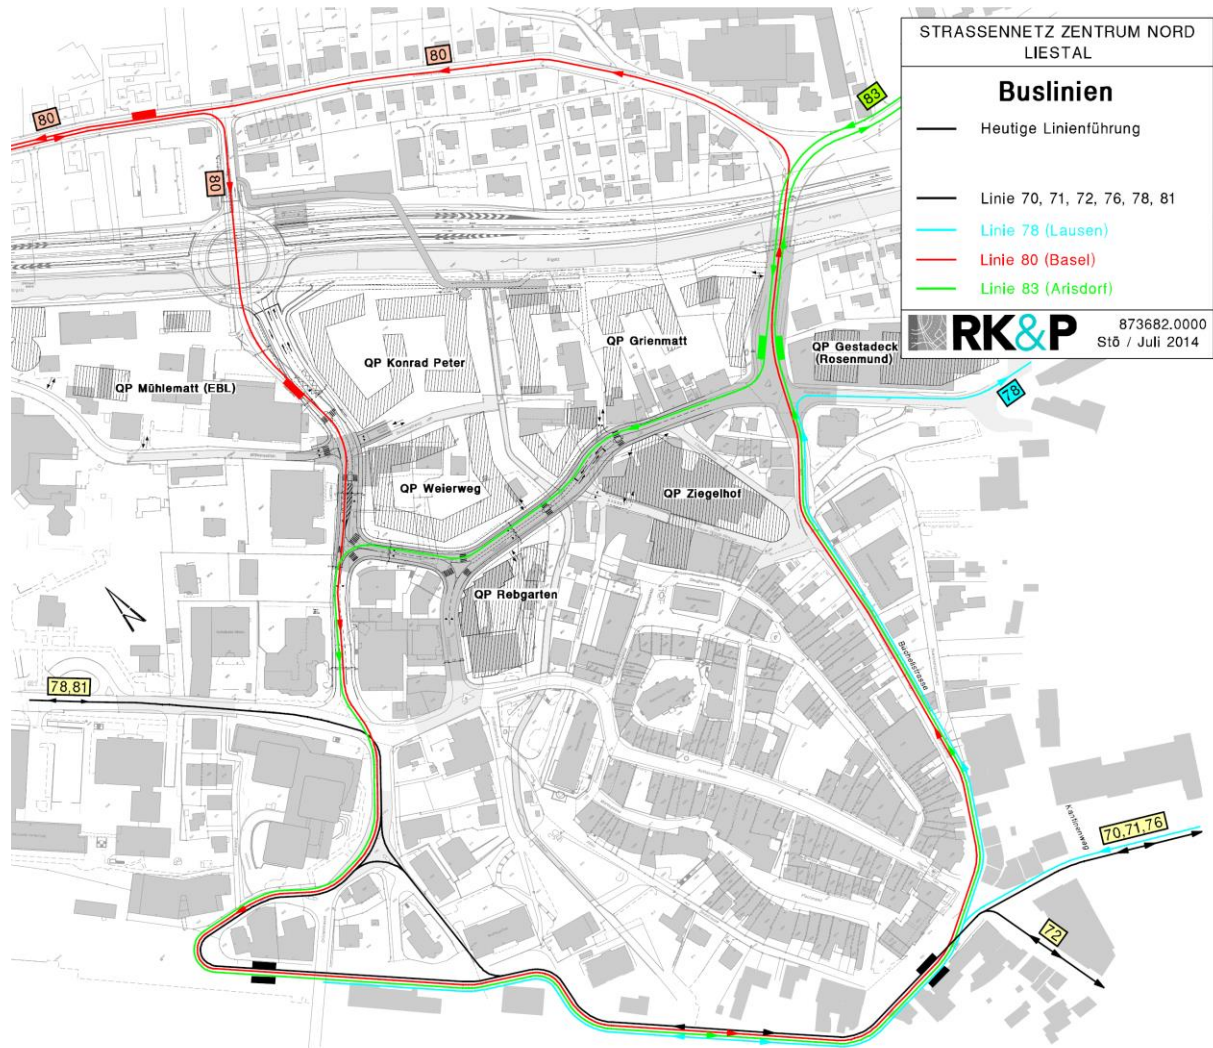 STRASSENNETZ ZENTRUM NORD
LIESTAL
Buslinien
Heutige Linienführung
Linie 70, 71, 72, 76, 78, 81
Linie 78 (Lausen)
Linie 80 (Basel)
Linie 83 (Arisdorf)
RK&P
873682.0000
Stö / Juli 2014
80
83
80
80
QP Grienmatt
QP Gestadeck
(Rosenmund)
QP Konrad Peter
QP Mühlematt (EBL)
78
QP Weierweg
QP Ziegelhof
QP Rebgarten
Büchelistrasse
78,81
Kantinenweg
70,71,76
72